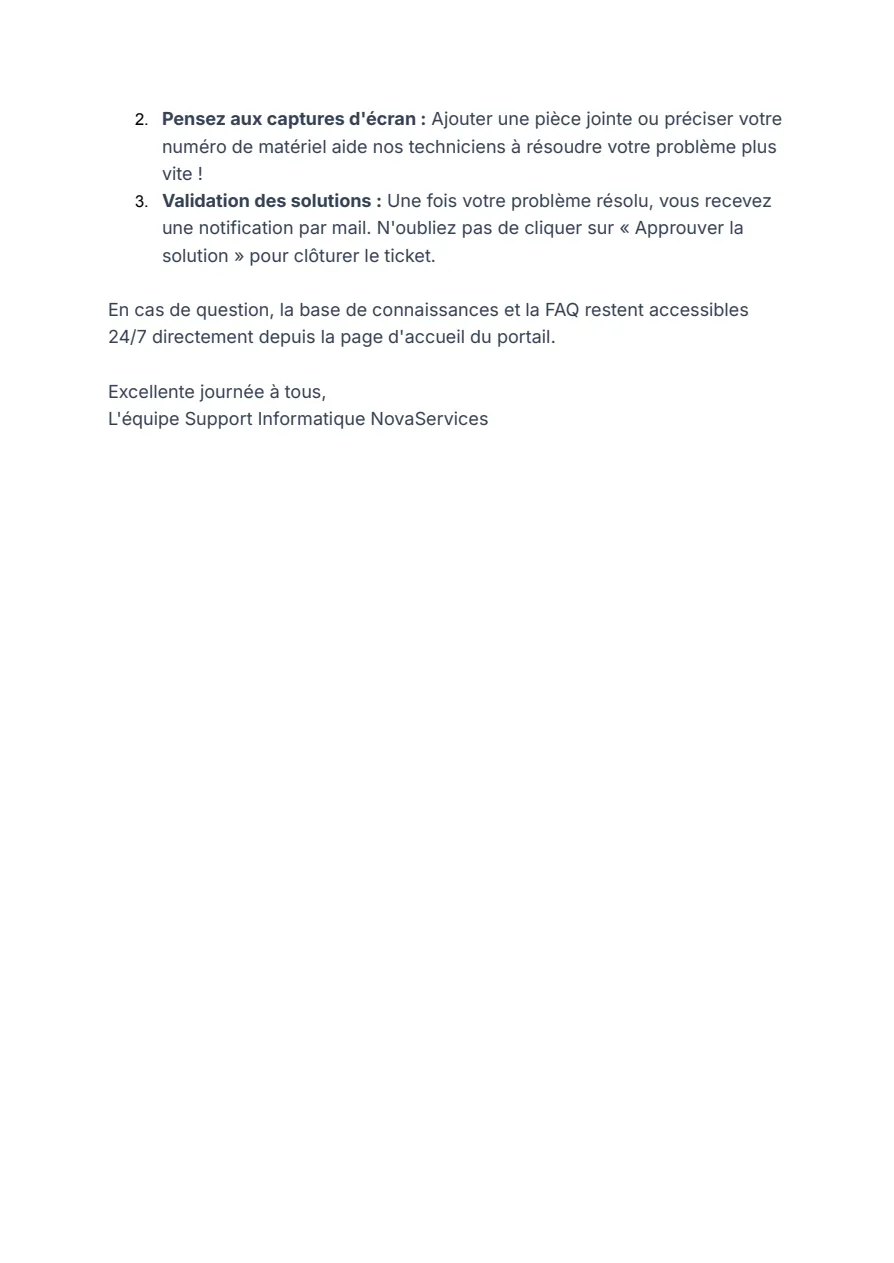 2. Pensez aux captures d'écran : Ajouter une pièce jointe ou préciser votre
numéro de matériel aide nos techniciens à résoudre votre problème plus
vite !
3. Validation des solutions : Une fois votre problème résolu, vous recevez
une notification par mail. N'oubliez pas de cliquer sur « Approuver la
solution » pour clôturer le ticket.
En cas de question, la base de connaissances et la FAQ restent accessibles
24/7 directement depuis la page d'accueil du portail.
Excellente journée à tous,
L'équipe Support Informatique NovaServices